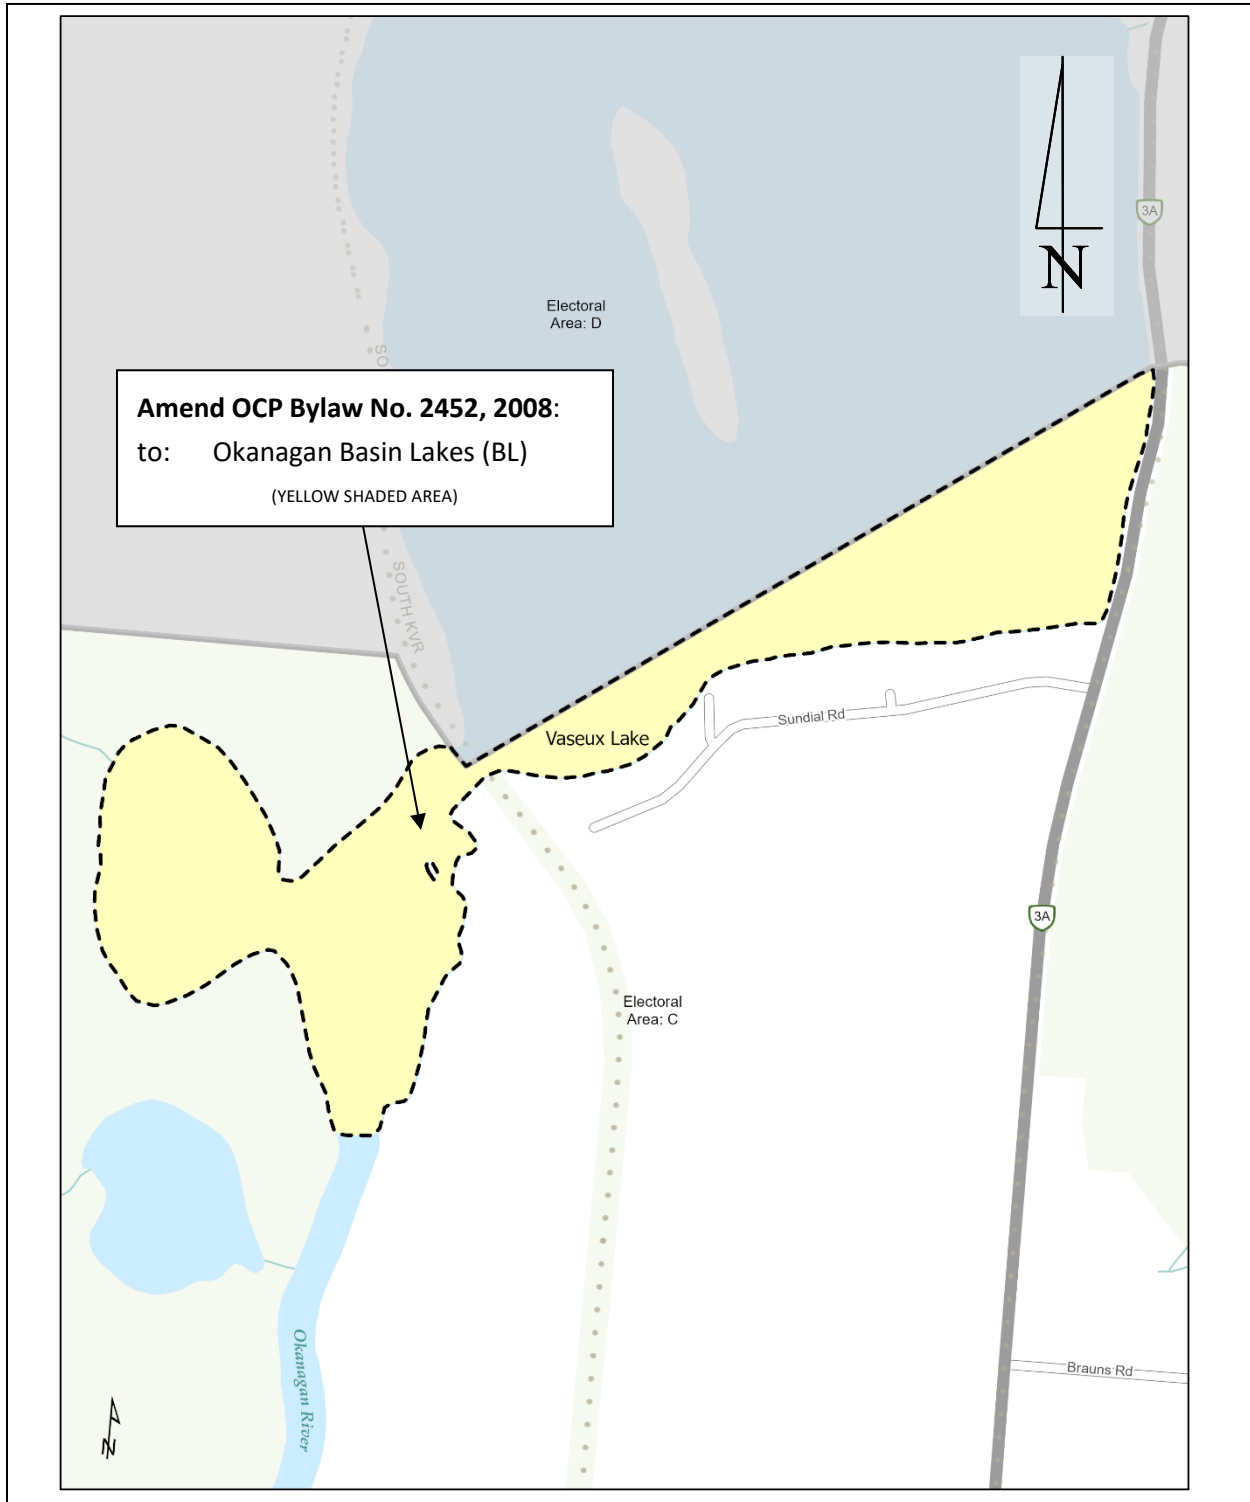 3A
N
Electoral
Area: D
SO
Amend OCP Bylaw No. 2452, 2008:
to: Okanagan Basin Lakes (BL)
(YELLOW SHADED AREA)
SOUTH KVR
Sundial Rd
Vaseux Lake
3A
Electoral
Area: C
Okanagan River
Brauns Rd
N